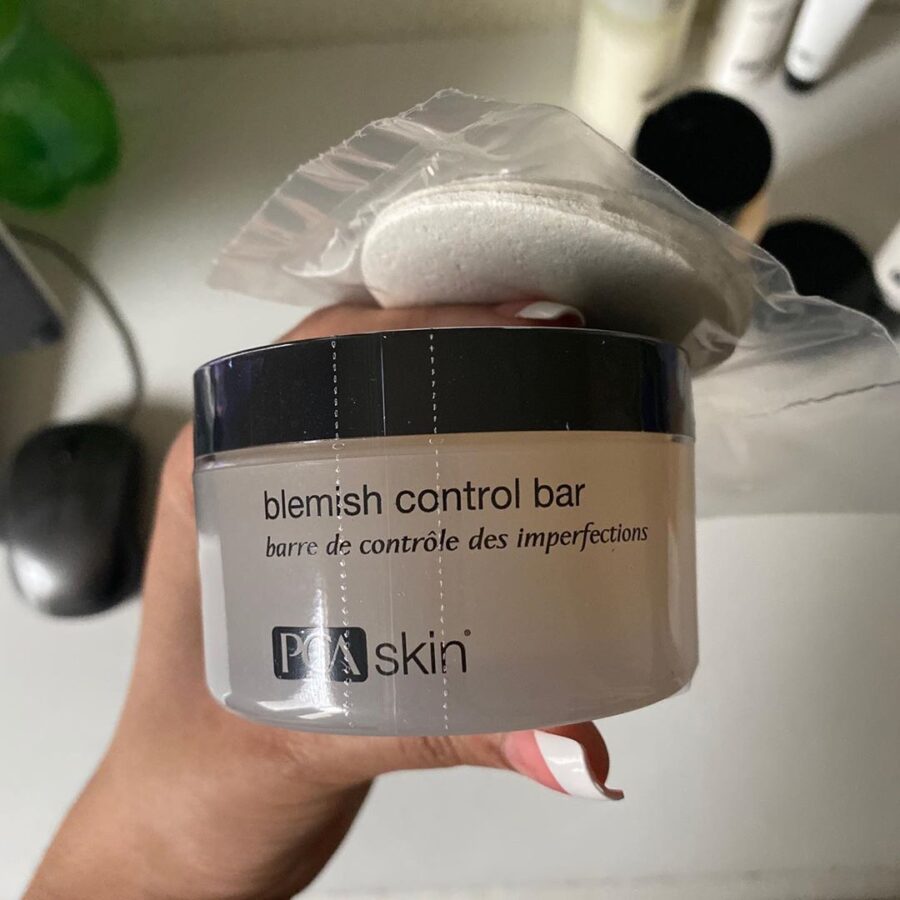 blemish control bar
barre de contrôle des imperfections
PCA skin®